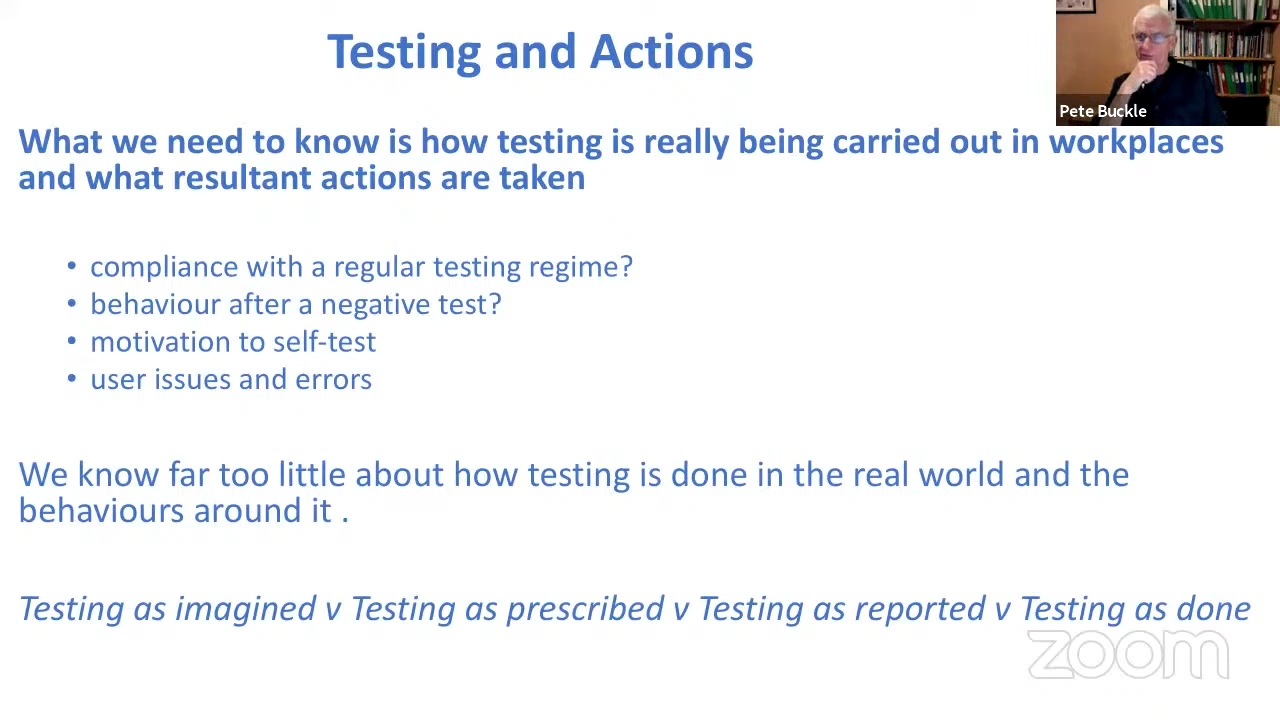 Testing and Actions
Pete Buckle
What we need to know is how testing is really being carried out in workplaces
and what resultant actions are taken
• compliance with a regular testing regime?
• behaviour after a negative test?
• motivation to self-test
• user issues and errors
We know far too little about how testing is done in the real world and the
behaviours around it .
Testing as imagined v Testing as prescribed v Testing as reported v Testing as done
zoom